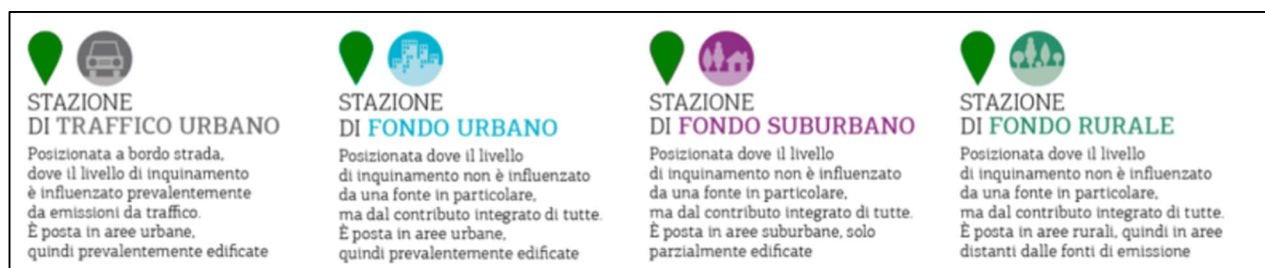 STAZIONE
DI TRAFFICO URBANO
Posizionata a bordo strada,
dove il livello di inquinamento
è influenzato prevalentemente
da emissioni da traffico.
È posta in aree urbane,
quindi prevalentemente edificate
STAZIONE
DI FONDO URBANO
Posizionata dove il livello
di inquinamento non è influenzato
da una fonte in particolare,
ma dal contributo integrato di tutte.
È posta in aree urbane,
quindi prevalentemente edificate
STAZIONE
DI FONDO SUBURBANO
Posizionata dove il livello
di inquinamento non è influenzato
da una fonte in particolare,
ma dal contributo integrato di tutte.
È posta in aree suburbane, solo
parzialmente edificate
STAZIONE
DI FONDO RURALE
Posizionata dove il livello
di inquinamento non è influenzato
da una fonte in particolare,
ma dal contributo integrato di tutte.
È posta in aree rurali, quindi in aree
distanti dalle fonti di emissione